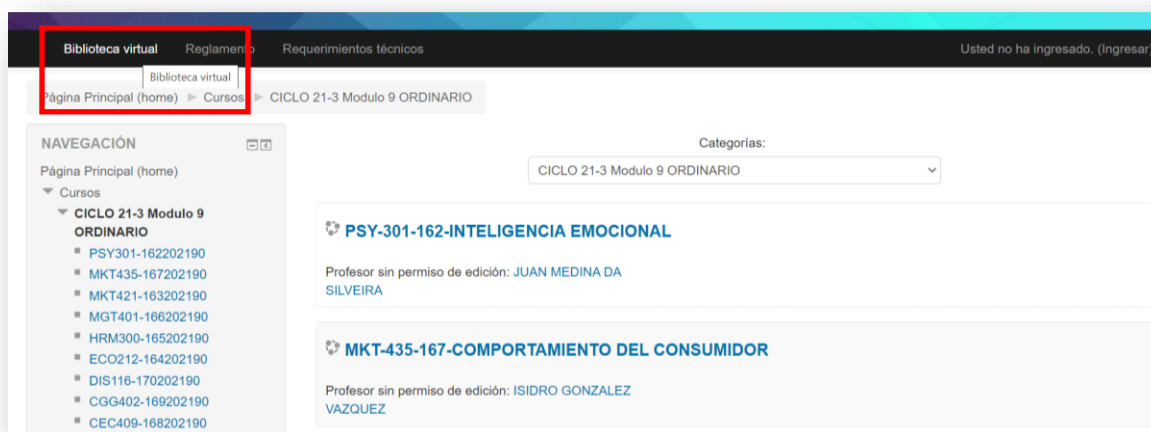 Biblioteca virtual Reglamento Requerimientos técnicos Usted no ha ingresado. (Ingresar)
Biblioteca virtual
Página Principal (home) Cursos CICLO 21-3 Modulo 9 ORDINARIO
NAVEGACIÓN
Página Principal (home)
Cursos
CICLO 21-3 Modulo 9
ORDINARIO
PSY301-162202190
MKT435-167202190
MKT421-163202190
MGT401-166202190
HRM300-165202190
ECO212-164202190
DIS116-170202190
CGG402-169202190
CEC409-168202190
Categorías:
CICLO 21-3 Modulo 9 ORDINARIO
PSY-301-162-INTELIGENCIA EMOCIONAL
Profesor sin permiso de edición: JUAN MEDINA DA
SILVEIRA
MKT-435-167-COMPORTAMIENTO DEL CONSUMIDOR
Profesor sin permiso de edición: ISIDRO GONZALEZ
VAZQUEZ